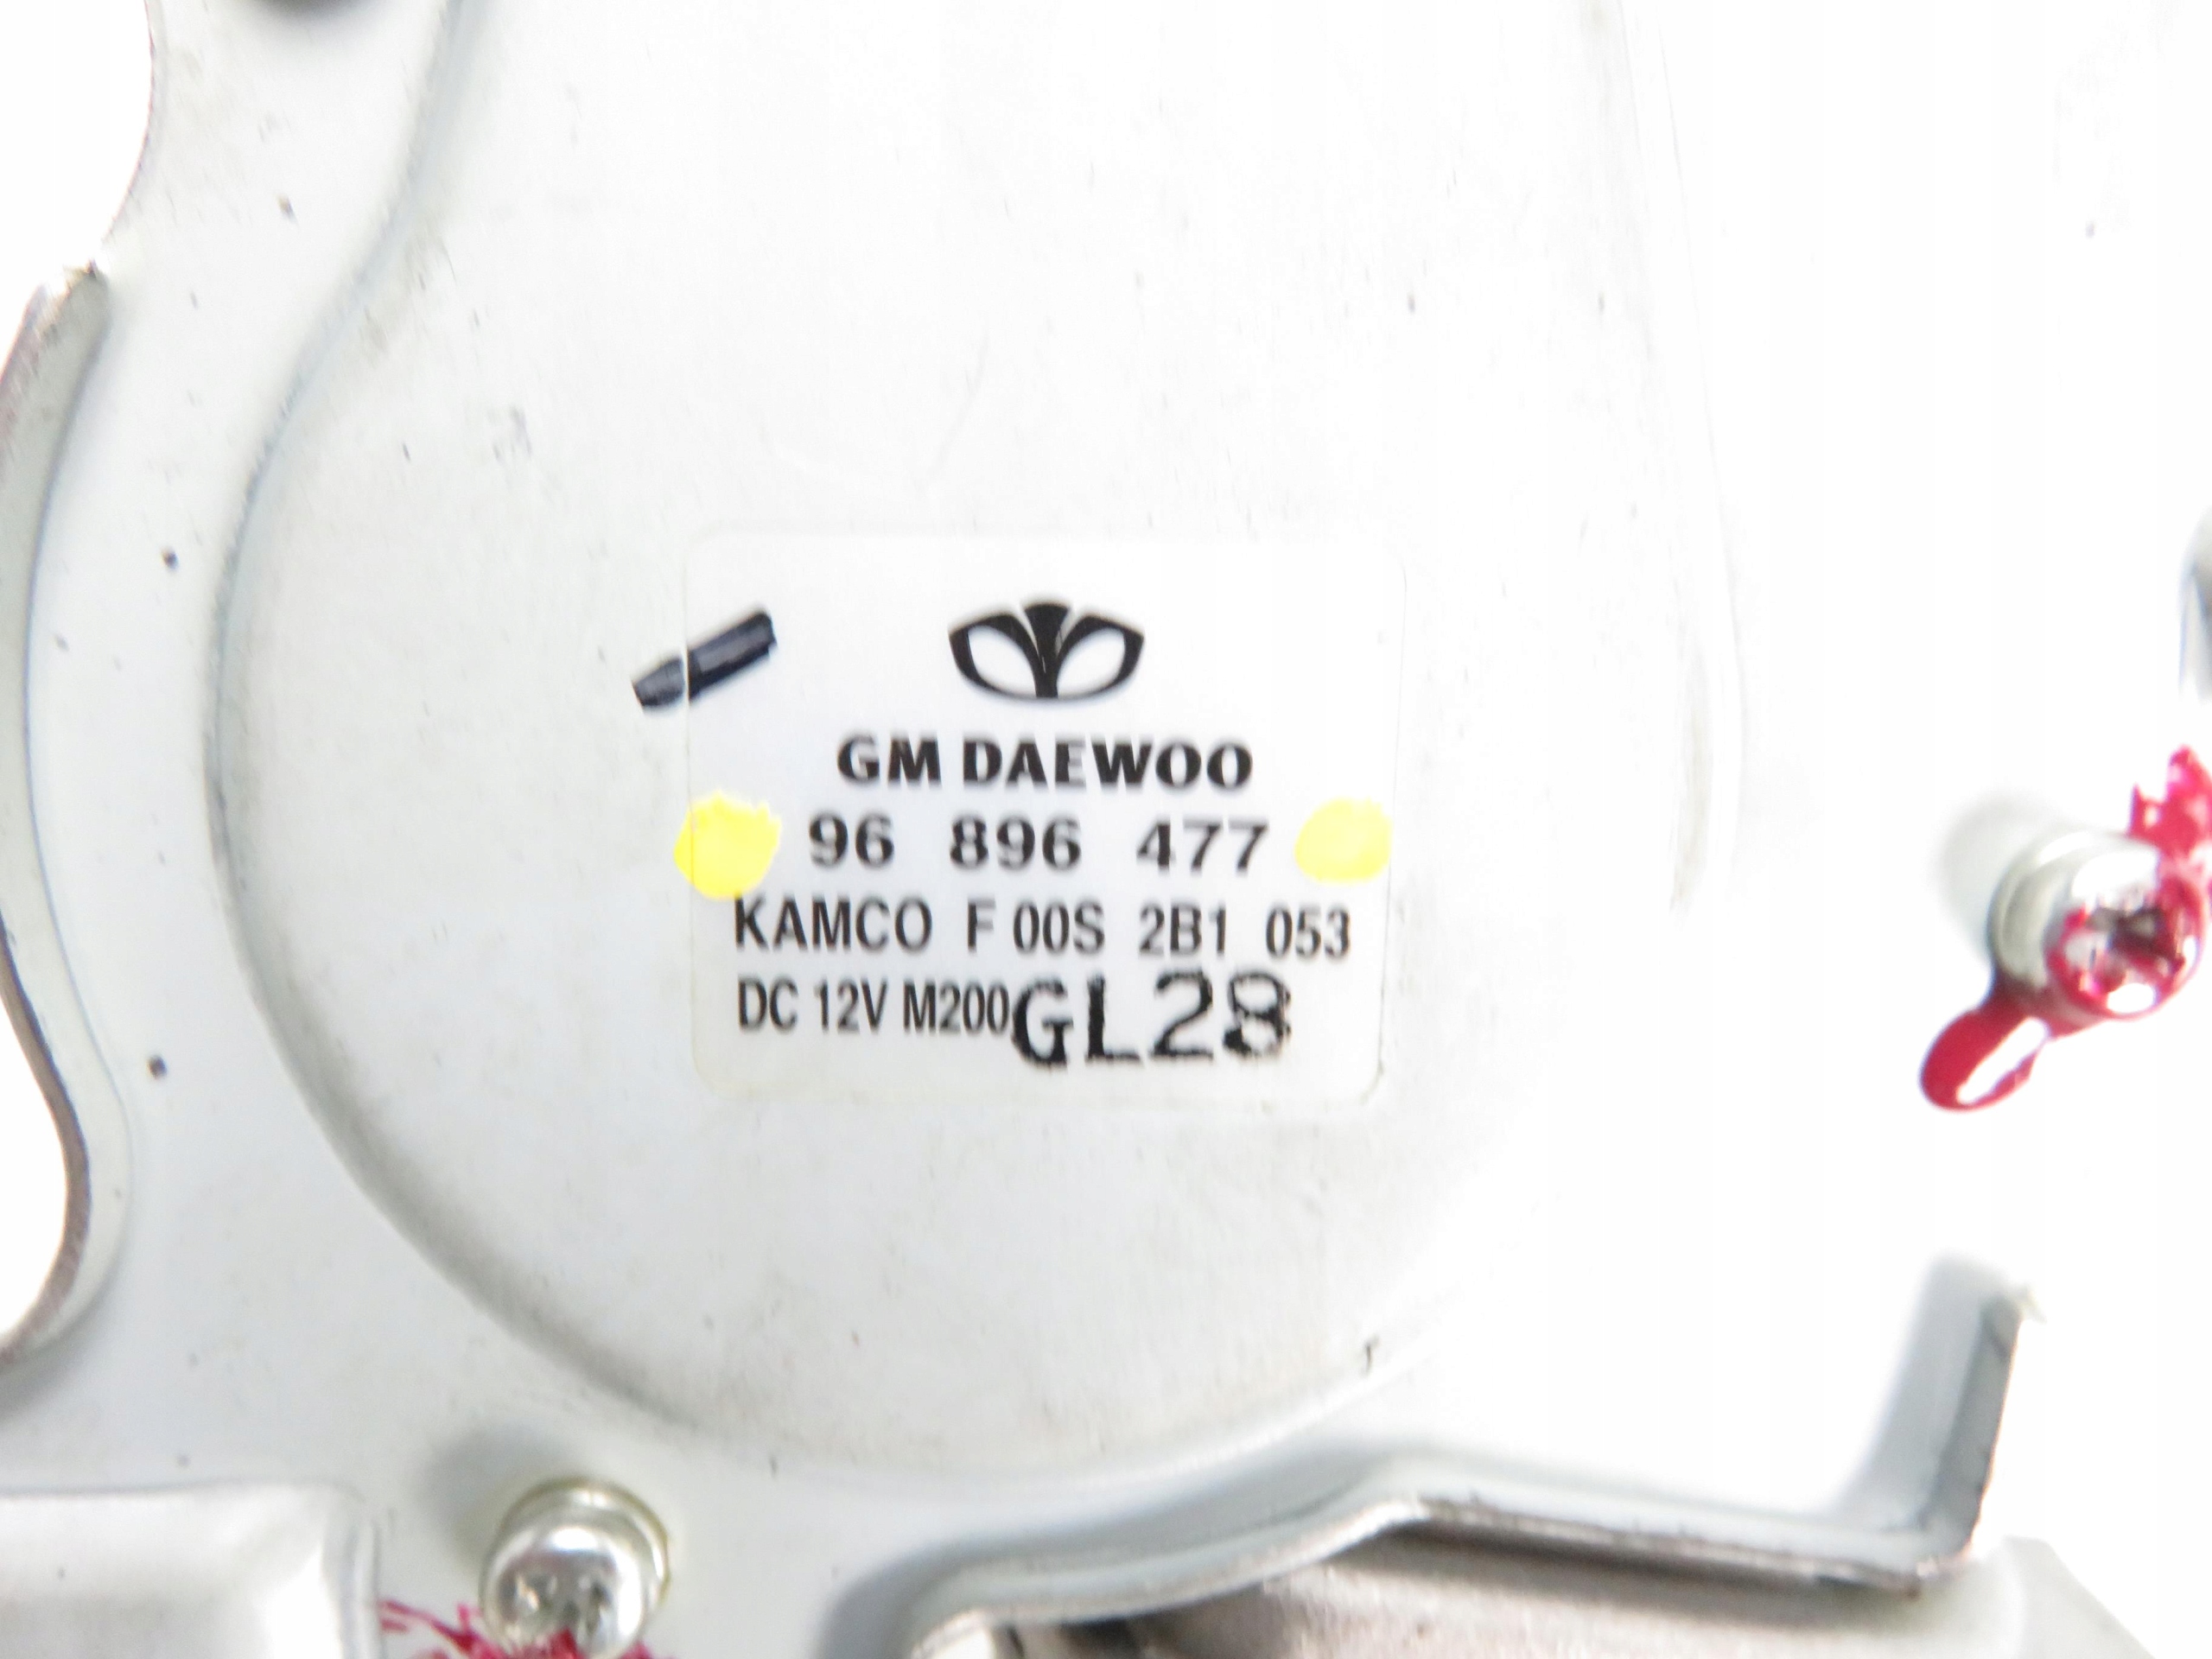 GM DAEWOO
96 896 477
KAMCO F 00S 2B1 053
DC 12V M200 GL28